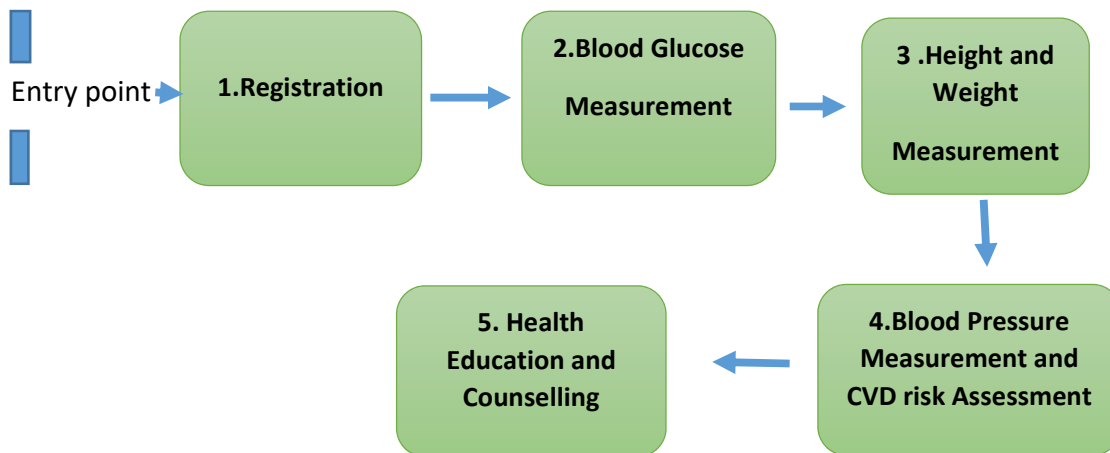 Entry point
1.Registration
2.Blood Glucose
Measurement
3 .Height and
Weight
Measurement
4.Blood Pressure
Measurement and
CVD risk Assessment
5. Health
Education and
Counselling